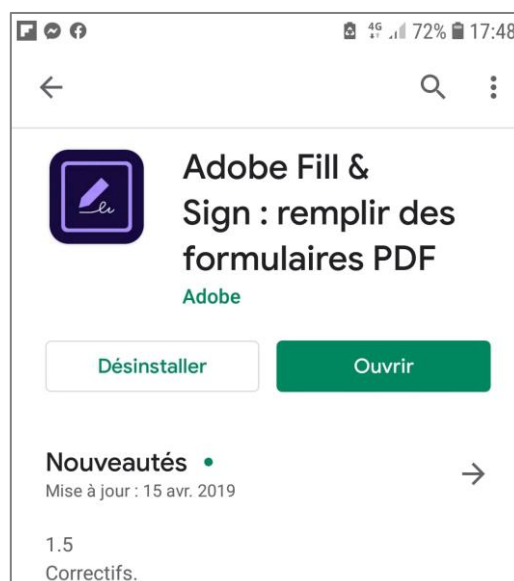 4G 72% 17:48
Adobe Fill &
Sign : remplir des
formulaires PDF
Adobe
Désinstaller Ouvrir
Nouveautés •
Mise à jour : 15 avr. 2019
1.5
Correctifs.